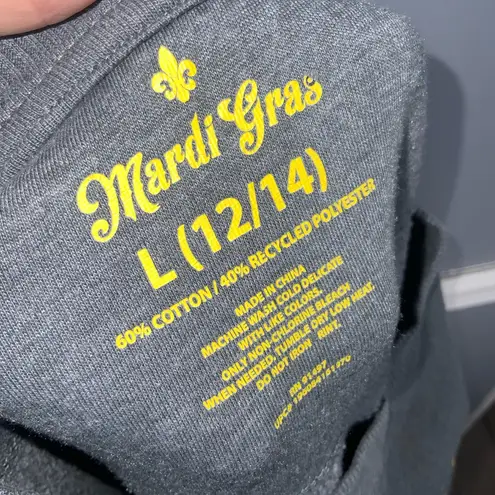 Mardi Gras
L (12/14)
60% COTTON / 40% RECYCLED POLYESTER
MADE IN CHINA
MACHINE WASH COLD DELICATE
WITH LIKE COLORS.
ONLY NON-CHLORINE BLEACH
WHEN NEEDED. TUMBLE DRY LOW HEAT.
DO NOT IRON